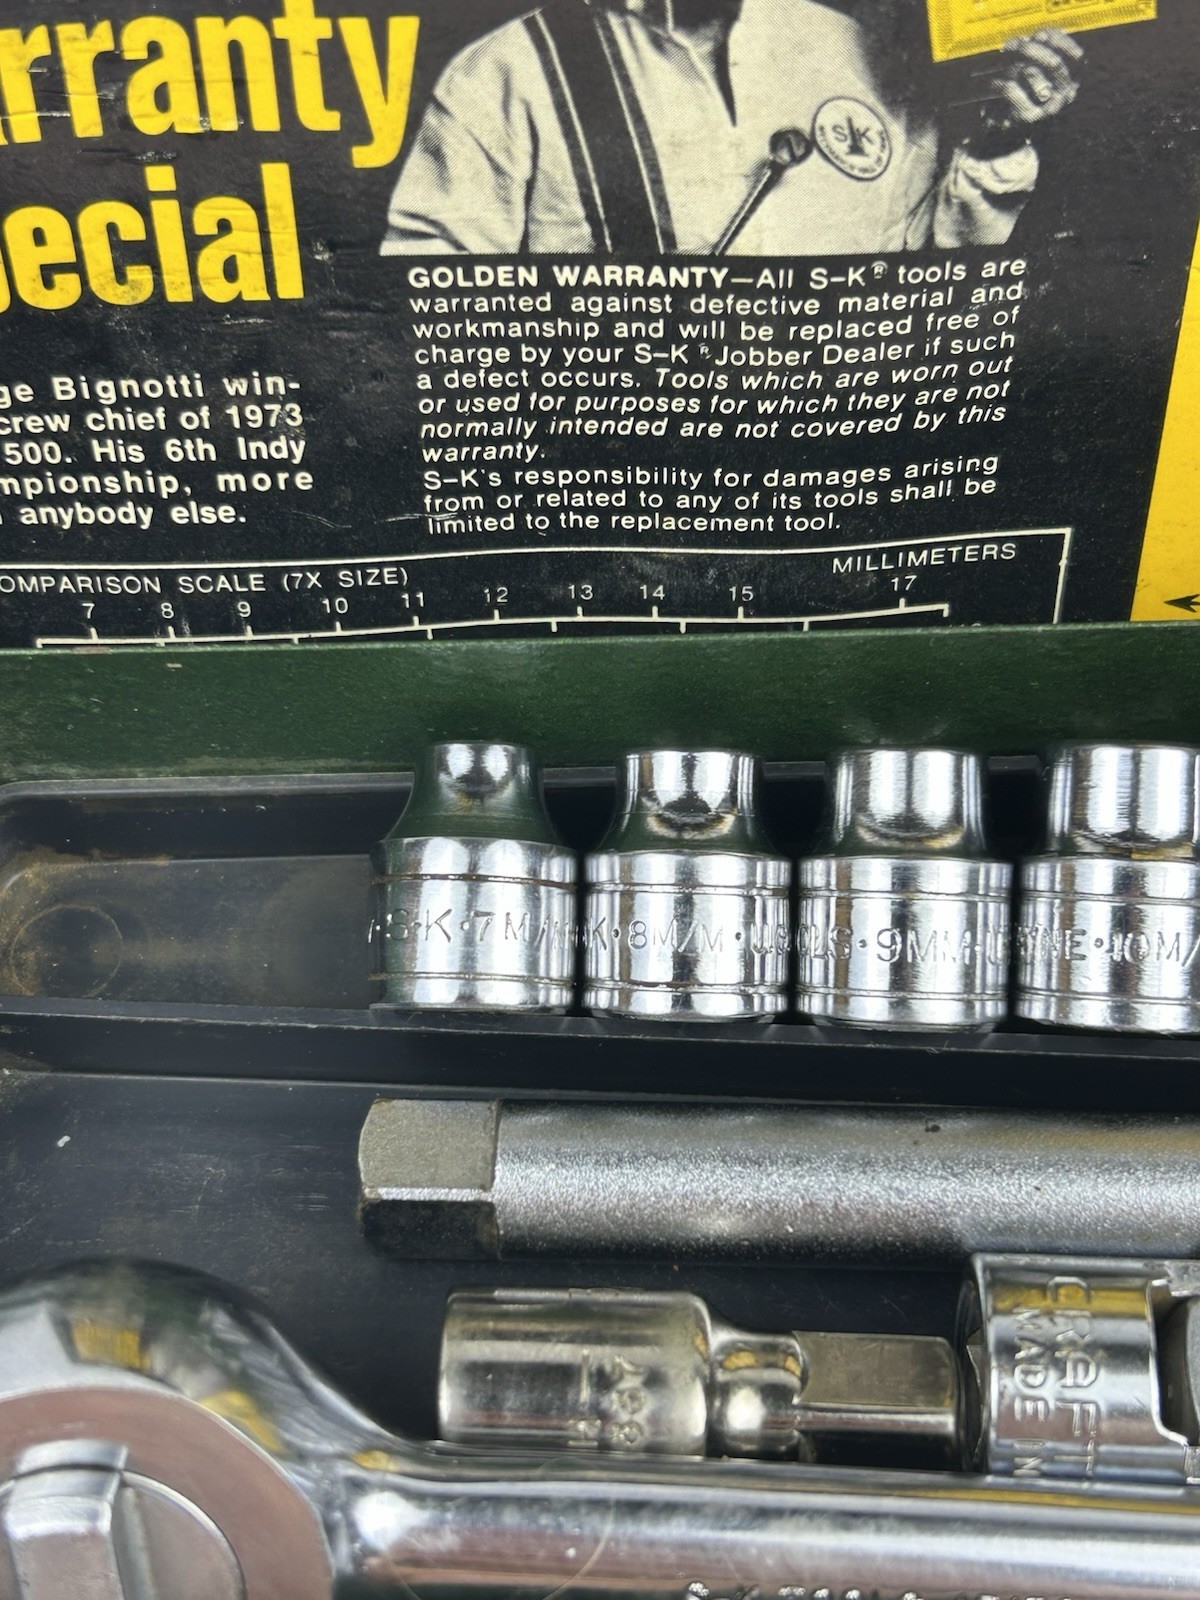 rranty
ecial
S K
GOLDEN WARRANTY—All S-K® tools are
warranted against defective material and
workmanship and will be replaced free of
charge by your S-K® Jobber Dealer if such
a defect occurs. Tools which are worn out
or used for purposes for which they are not
normally intended are not covered by this
warranty.
S-K's responsibility for damages arising
from or related to any of its tools shall be
limited to the replacement tool.
ge Bignotti win-
crew chief of 1973
500. His 6th Indy
mpionship, more
anybody else.
OMPARISON SCALE (7X SIZE) MILLIMETERS
7 8 9 10 11 12 13 14 15 17
S-K·7M/M
K·8M/M·U
LS·9MM
NE·10M/
CRAFT
MADE IN